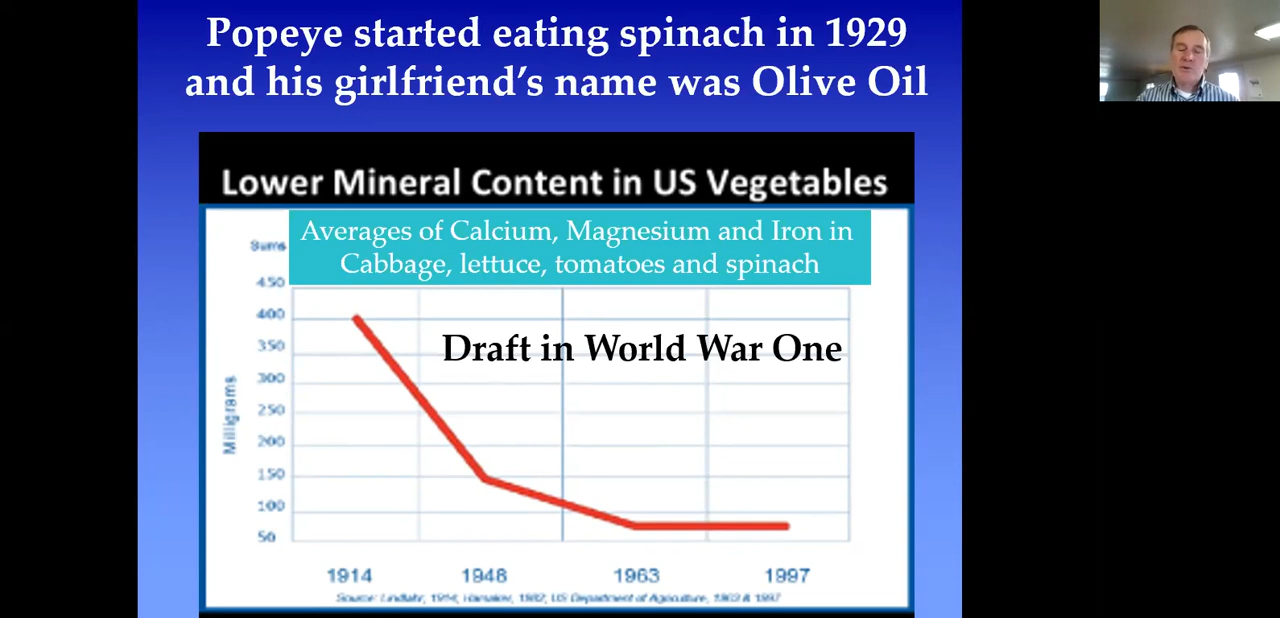 Popeye started eating spinach in 1929
and his girlfriend's name was Olive Oil
Lower Mineral Content in US Vegetables
Averages of Calcium, Magnesium and Iron in
Cabbage, lettuce, tomatoes and spinach
Sums
450
400
Draft in World War One
350
300
250
200
150
100
50
Milligrams
1914 1948 1963 1997
Source: Lindlahr, 1914; Hamaker, 1982; US Department of Agriculture, 1963 & 1997